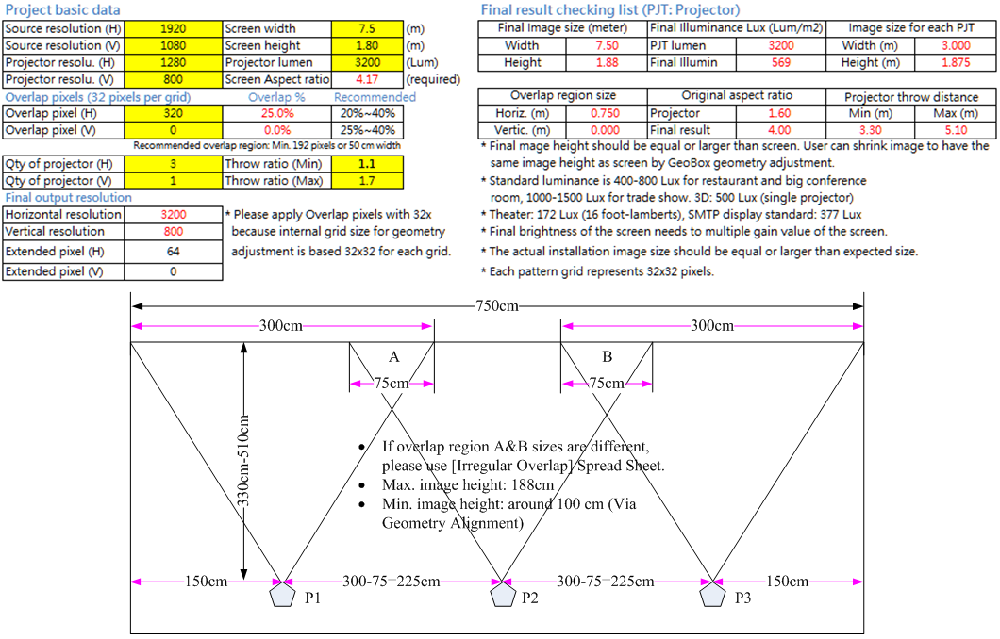 Project basic data
Source resolution (H) 1920 Screen width 7.5 (m)
Source resolution (V) 1080 Screen height 1.80 (m)
Projector resolu. (H) 1280 Projector lumen 3200 (Lum)
Projector resolu. (V) 800 Screen Aspect ratio 4.17 (required)
Overlap pixels (32 pixels per grid) Overlap % Recommended
Overlap pixel (H) 320 25.0% 20%~40%
Overlap pixel (V) 0 0.0% 25%~40%
Recommended overlap region: Min. 192 pixels or 50 cm width
Qty of projector (H) 3 Throw ratio (Min) 1.1
Qty of projector (V) 1 Throw ratio (Max) 1.7
Final output resolution
Horizontal resolution 3200
Vertical resolution 800
Extended pixel (H) 64
Extended pixel (V) 0
* Please apply Overlap pixels with 32x
because internal grid size for geometry
adjustment is based 32x32 for each grid.
Final result checking list (PJT: Projector)
Final Image size (meter) Final Illuminance Lux (Lum/m2) Image size for each PJT
Width 7.50 PJT lumen 3200 Width (m) 3.000
Height 1.88 Final Illumin 569 Height (m) 1.875
Overlap region size Original aspect ratio Projector throw distance
Horiz. (m) 0.750 Projector 1.60 Min (m) Max (m)
Vertic. (m) 0.000 Final result 4.00 3.30 5.10
* Final mage height should be equal or larger than screen. User can shrink image to have the
same image height as screen by GeoBox geometry adjustment.
* Standard luminance is 400-800 Lux for restaurant and big conference
room, 1000-1500 Lux for trade show. 3D: 500 Lux (single projector)
* Theater: 172 Lux (16 foot-lamberts), SMTP display standard: 377 Lux
* Final brightness of the screen needs to multiple gain value of the screen.
* The actual installation image size should be equal or larger than expected size.
* Each pattern grid represents 32x32 pixels.
750cm
300cm 300cm
A B
75cm 75cm
330cm-510cm
• If overlap region A&B sizes are different,
please use [Irregular Overlap] Spread Sheet.
• Max. image height: 188cm
• Min. image height: around 100 cm (Via
Geometry Alignment)
150cm 300-75=225cm 300-75=225cm 150cm
P1 P2 P3